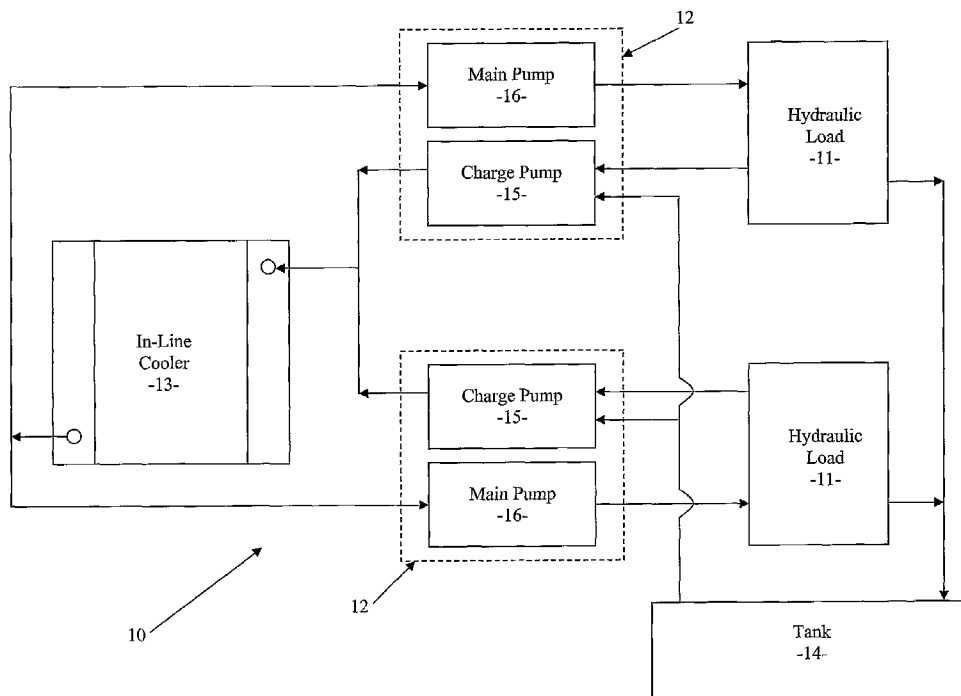 12
Main Pump
-16-
Hydraulic
Load
-11-
Charge Pump
-15-
In-Line
Cooler
-13-
Charge Pump
-15-
Hydraulic
Load
-11-
Main Pump
-16-
12
10
Tank
-14-